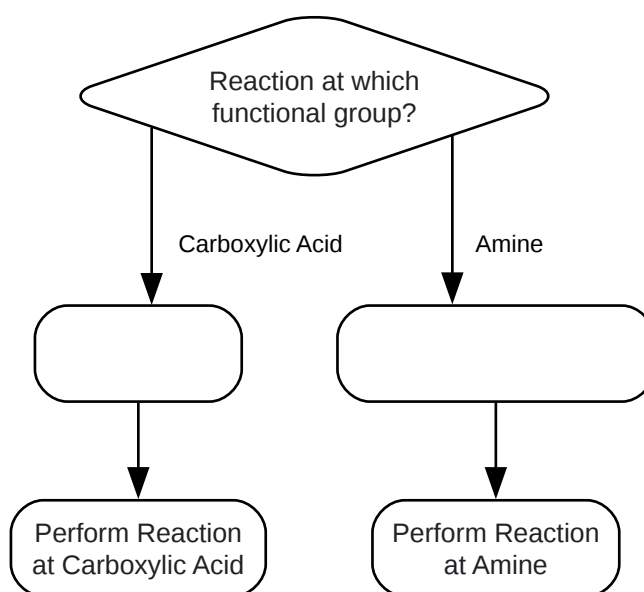 Reaction at which
functional group?
Carboxylic Acid
Amine
Perform Reaction
at Carboxylic Acid
Perform Reaction
at Amine